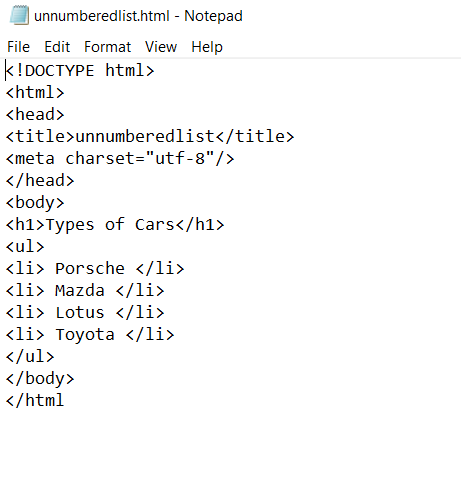 unnumberedlist.html - Notepad
File Edit Format View Help
<!DOCTYPE html>
<html>
<head>
<title>unnumberedlist</title>
<meta charset="utf-8"/>
</head>
<body>
<h1>Types of Cars</h1>
<ul>
<li> Porsche </li>
<li> Mazda </li>
<li> Lotus </li>
<li> Toyota </li>
</ul>
</body>
</html